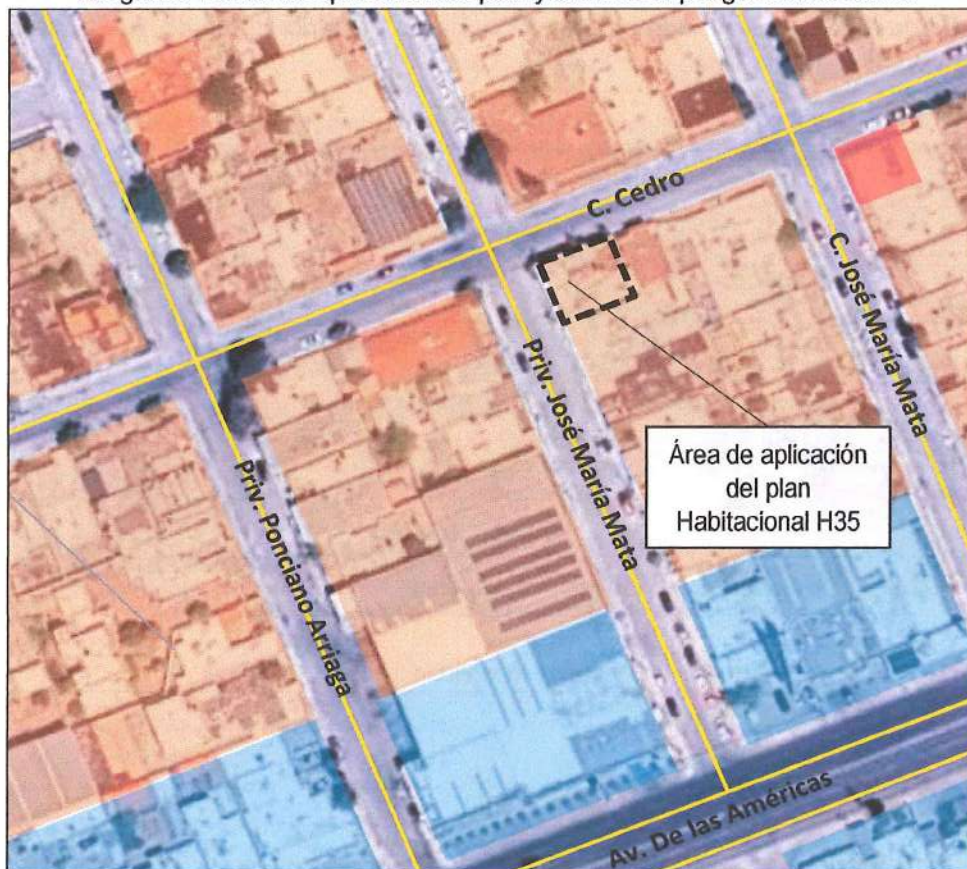 C. Cedro
C. José María Mata
Priv. José María Mata
Área de aplicación
del plan
Habitacional H35
Priv. Ponciano Arriaga
Av. De las Américas